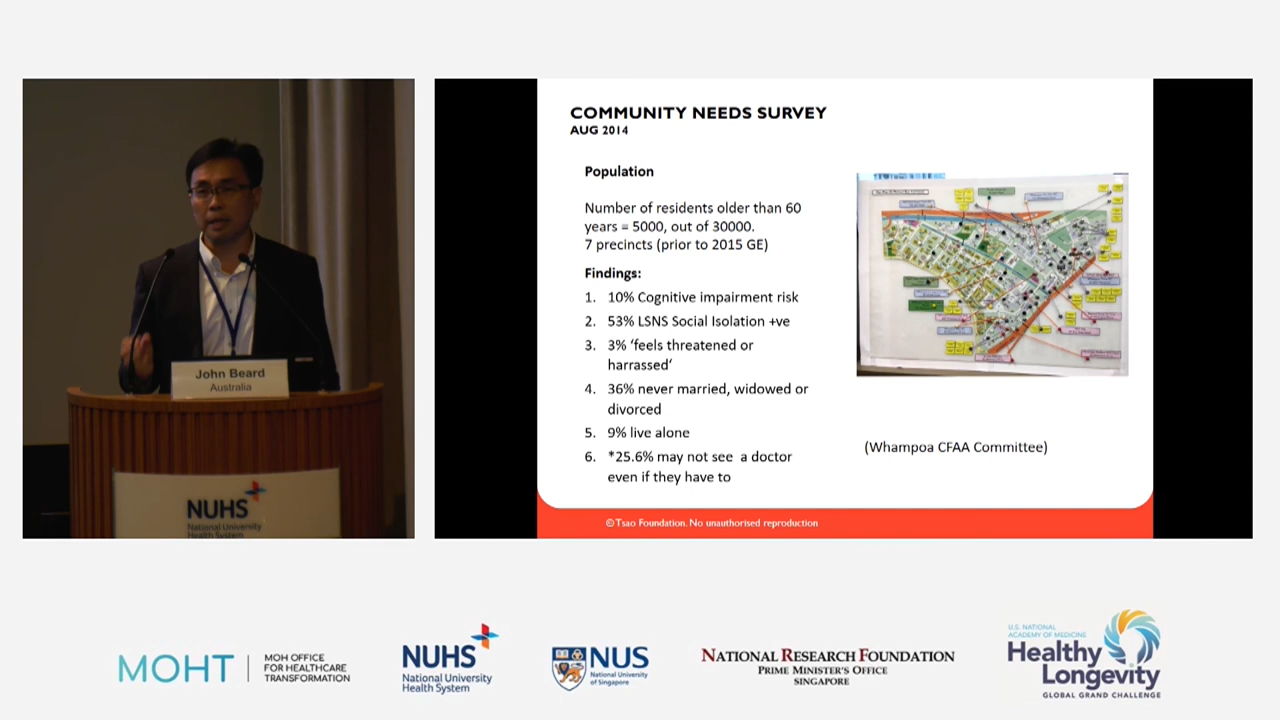 John Beard
Australia
NUHS
National University
Health System
COMMUNITY NEEDS SURVEY
AUG 2014
Population
Number of residents older than 60
years = 5000, out of 30000.
7 precincts (prior to 2015 GE)
Findings:
1. 10% Cognitive impairment risk
2. 53% LSNS Social Isolation +ve
3. 3% ‘feels threatened or
harrassed‘
4. 36% never married, widowed or
divorced
5. 9% live alone
6. *25.6% may not see a doctor
even if they have to
(Whampoa CFAA Committee)
© Tsao Foundation. No unauthorised reproduction
MOHT
MOH OFFICE
FOR HEALTHCARE
TRANSFORMATION
NUHS
National University
Health System
NUS
National University
of Singapore
NATIONAL RESEARCH FOUNDATION
PRIME MINISTER'S OFFICE
SINGAPORE
U.S. NATIONAL
ACADEMY OF MEDICINE
Healthy
Longevity
GLOBAL GRAND CHALLENGE